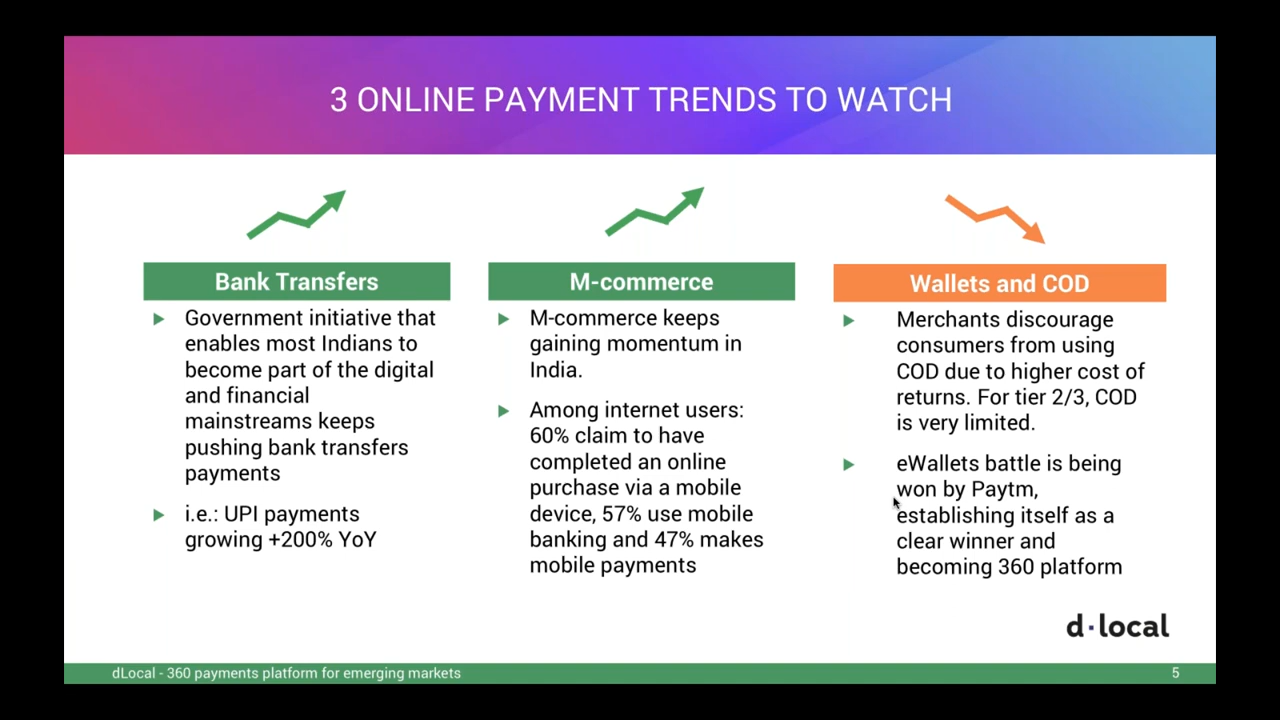 3 ONLINE PAYMENT TRENDS TO WATCH
Bank Transfers
Government initiative that
enables most Indians to
become part of the digital
and financial
mainstreams keeps
pushing bank transfers
payments
i.e.: UPI payments
growing +200% YoY
M-commerce
M-commerce keeps
gaining momentum in
India.
Among internet users:
60% claim to have
completed an online
purchase via a mobile
device, 57% use mobile
banking and 47% makes
mobile payments
Wallets and COD
Merchants discourage
consumers from using
COD due to higher cost of
returns. For tier 2/3, COD
is very limited.
eWallets battle is being
won by Paytm,
establishing itself as a
clear winner and
becoming 360 platform
d·local
dLocal - 360 payments platform for emerging markets
5